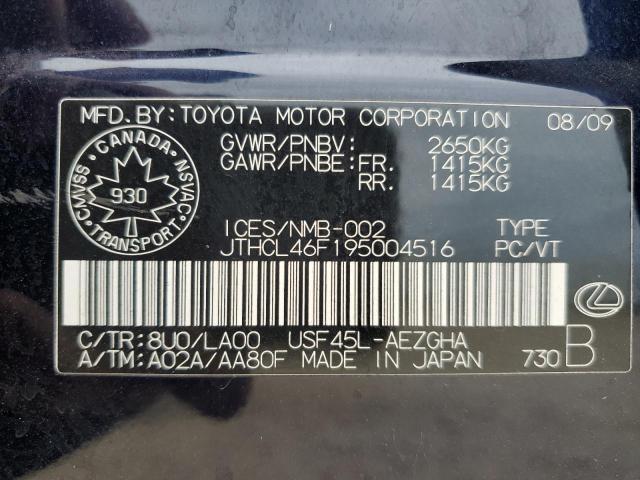 MFD.BY:TOYOTA MOTOR CORPORATION 08/09
GVWR/PNBV: 2650KG
GAWR/PNBE:FR. 1415KG
RR. 1415KG
CANADA
CMVSS NSVAC
930
TRANSPORT
ICES/NMB-002 TYPE
JTHCL46F195004516 PC/VT
C/TR:8U0/LA00 USF45L-AEZGHA
A/TM:A02A/AA80F MADE IN JAPAN 730 B